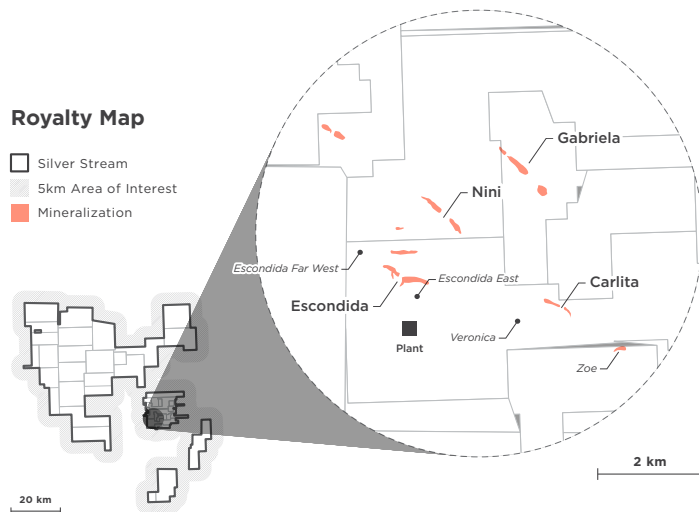 Royalty Map
Silver Stream
5km Area of Interest
Mineralization
Gabriela
Nini
Escondida Far West
Escondida East
Escondida
Carlita
Veronica
Plant
Zoe
2 km
20 km